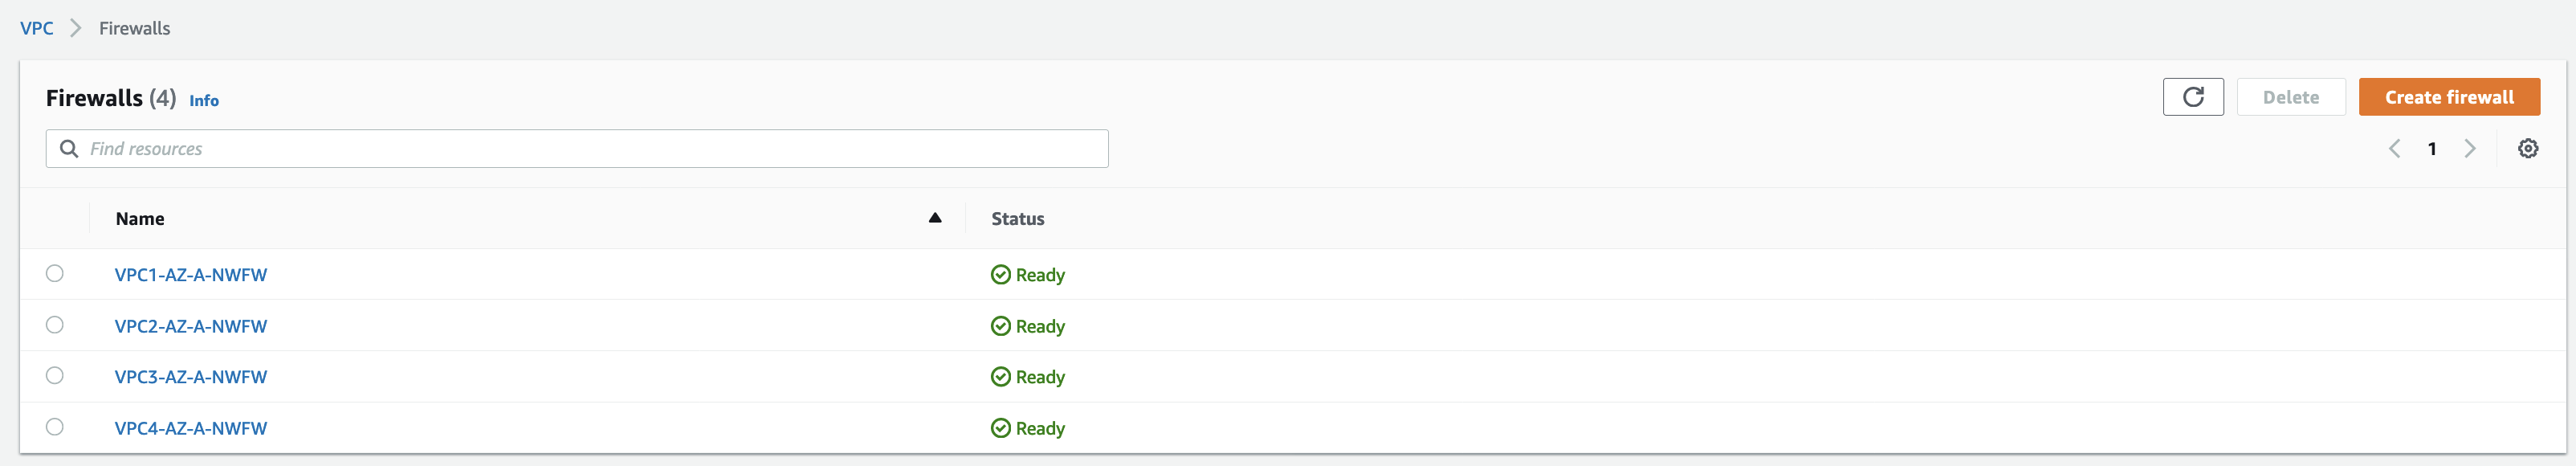 VPC Firewalls
Firewalls (4) Info
Delete Create firewall
Find resources
1
Name Status
VPC1-AZ-A-NWFW Ready
VPC2-AZ-A-NWFW Ready
VPC3-AZ-A-NWFW Ready
VPC4-AZ-A-NWFW Ready